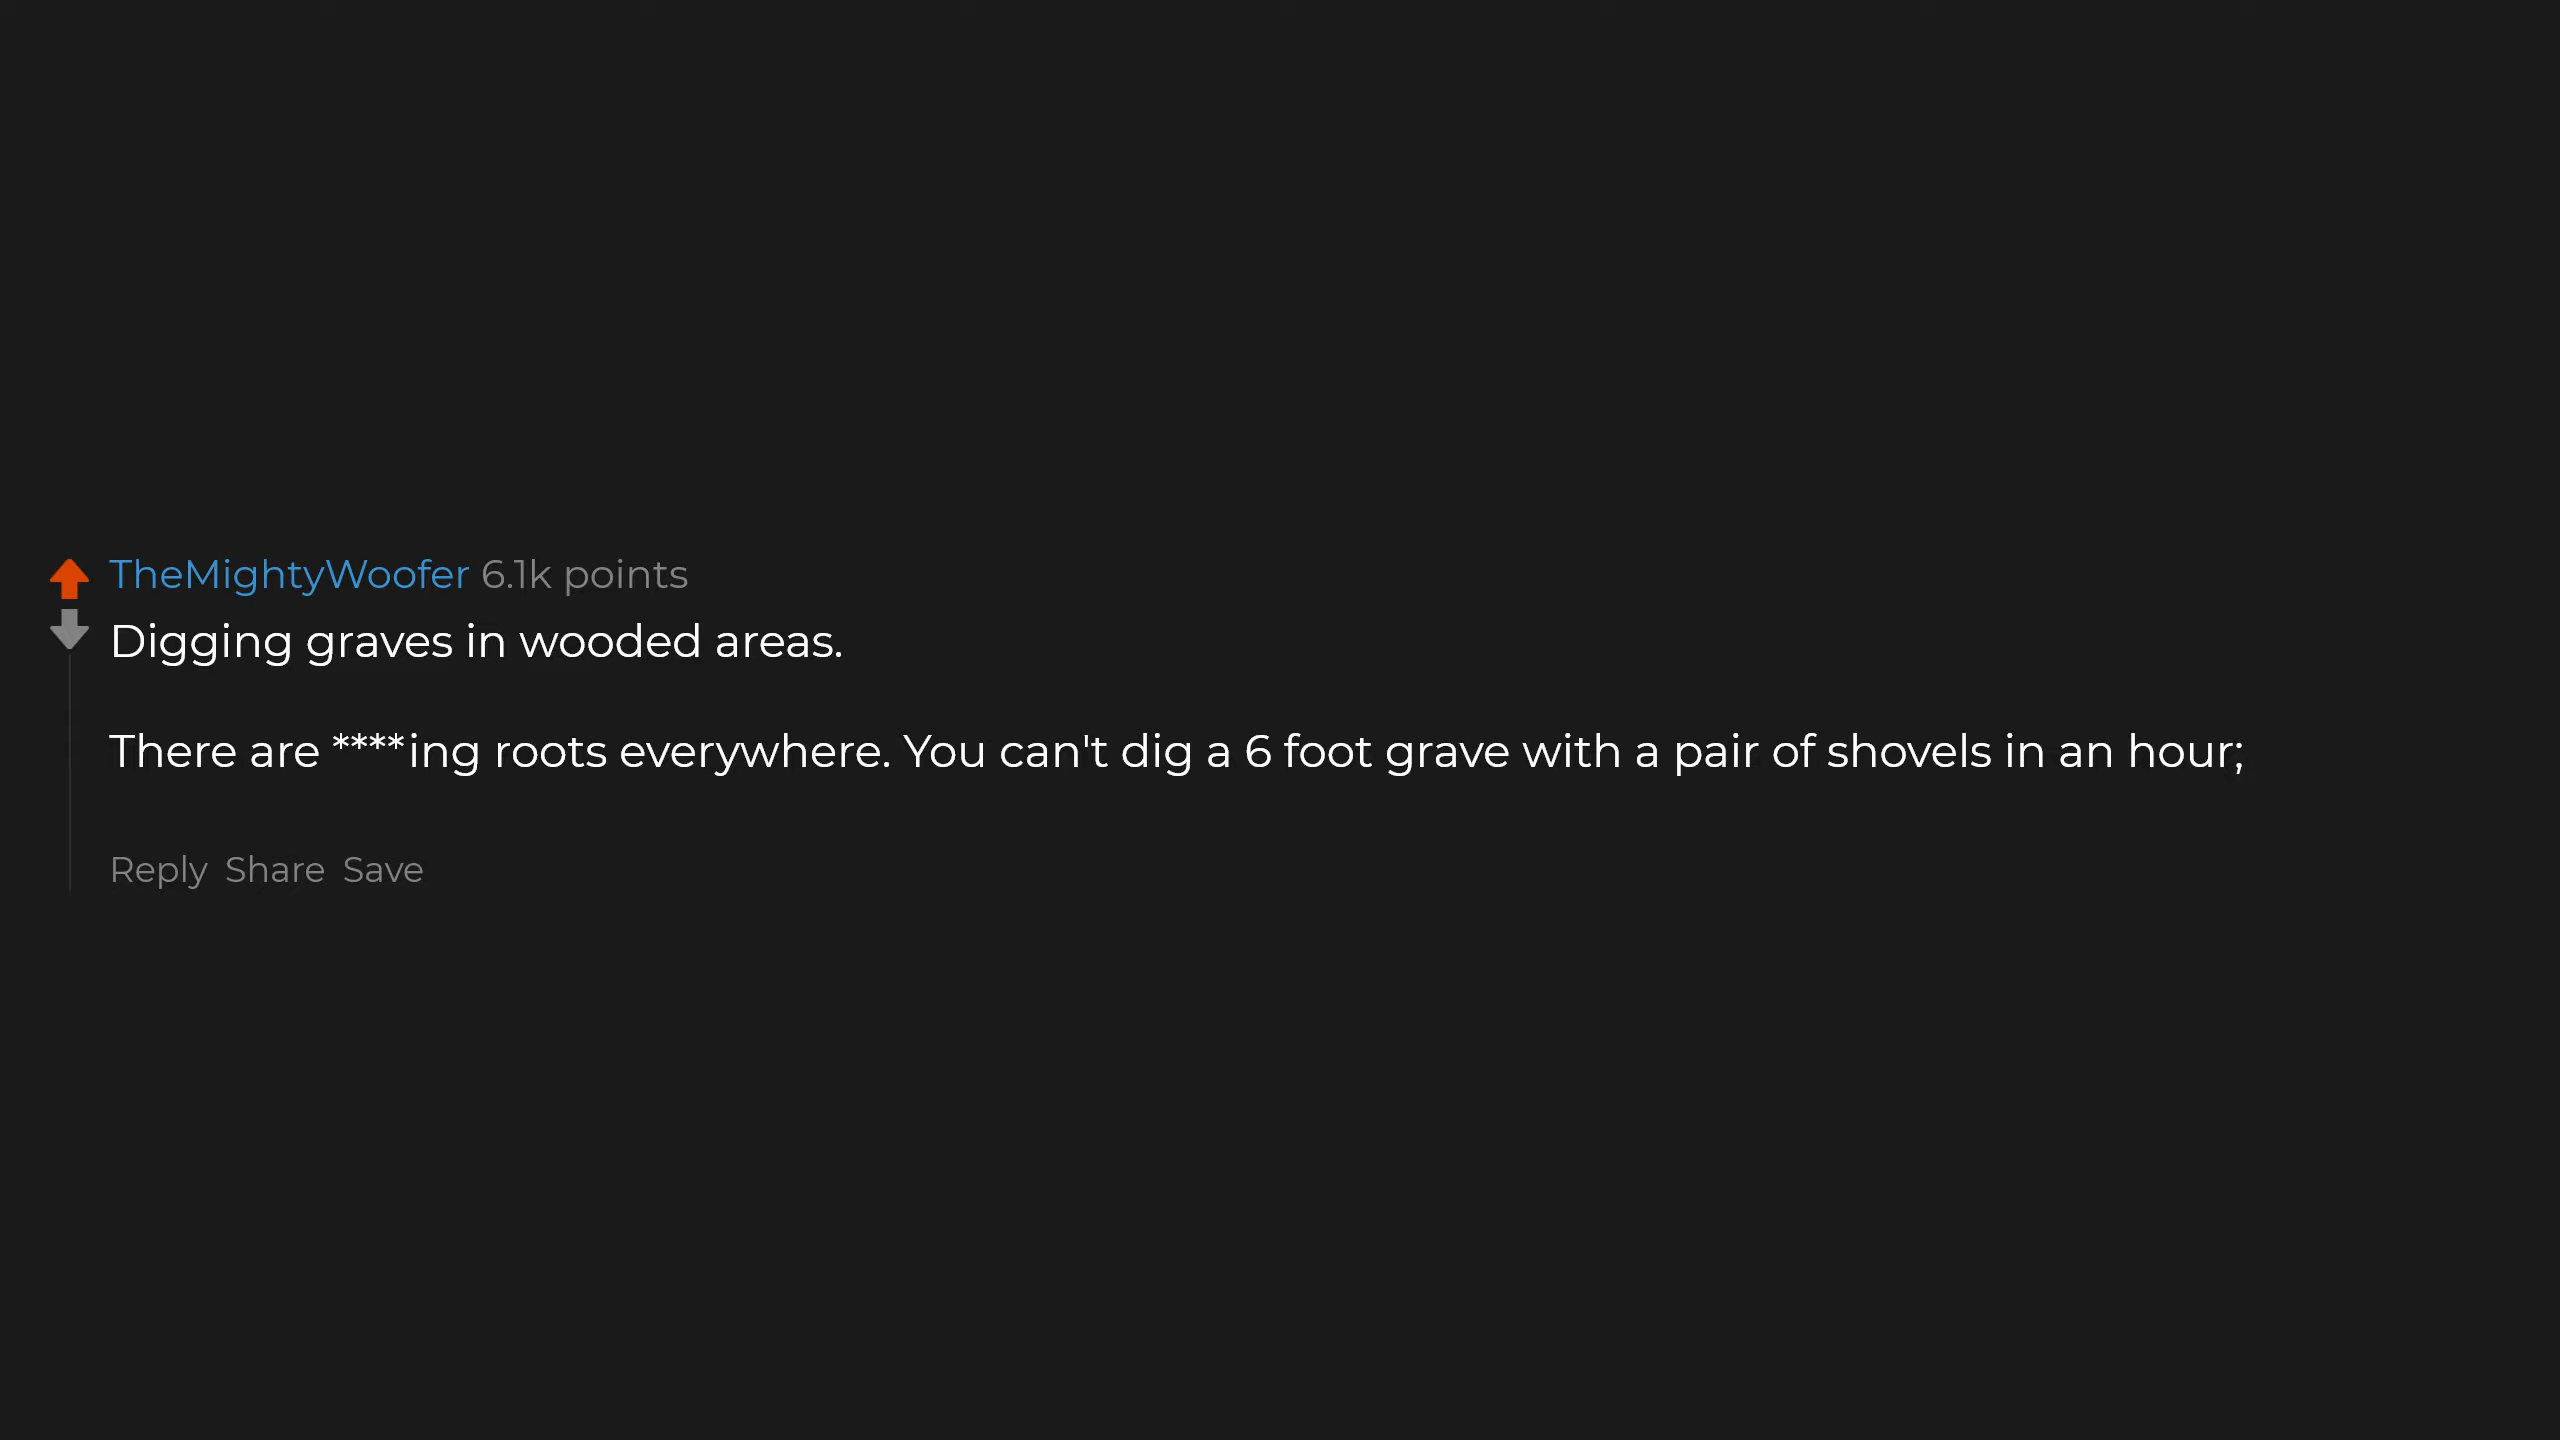 TheMightyWoofer 6.1k points
Digging graves in wooded areas.
There are ****ing roots everywhere. You can't dig a 6 foot grave with a pair of shovels in an hour;
Reply Share Save